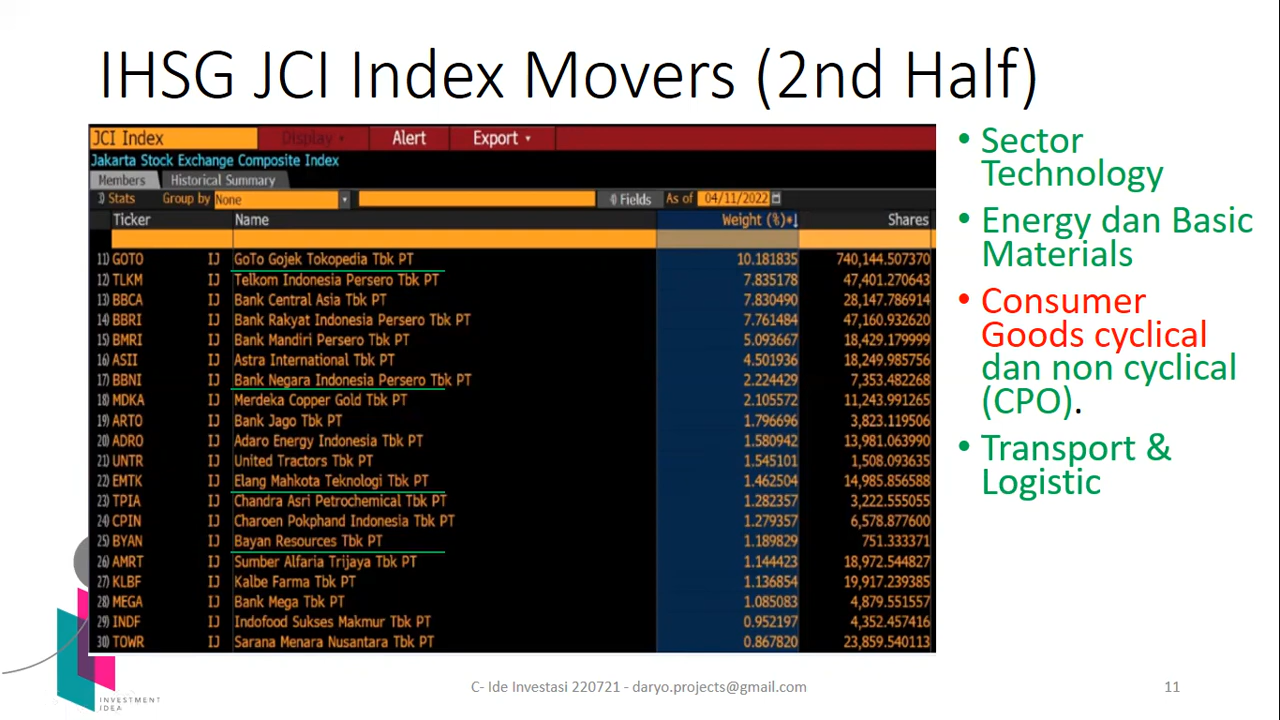 IHSG JCI Index Movers (2nd Half)
JCI Index Display Alert Export
Jakarta Stock Exchange Composite Index
Members Historical Summary
Stats Group by None Fields As of 04/11/2022
Ticker Name Weight (%) Shares
11) GOTO IJ GoTo Gojek Tokopedia Tbk PT 10.181835 740,144.507370
12) TLKM IJ Telkom Indonesia Persero Tbk PT 7.835178 47,401.270643
13) BBCA IJ Bank Central Asia Tbk PT 7.830490 28,147.786914
14) BBRI IJ Bank Rakyat Indonesia Persero Tbk PT 7.761484 47,160.932620
15) BMRI IJ Bank Mandiri Persero Tbk PT 5.093667 18,429.179999
16) ASII IJ Astra International Tbk PT 4.501936 18,249.985756
17) BBNI IJ Bank Negara Indonesia Persero Tbk PT 2.224429 7,353.482268
18) MDKA IJ Merdeka Copper Gold Tbk PT 2.105572 11,243.991265
19) ARTO IJ Bank Jago Tbk PT 1.796696 3,823.119506
20) ADRO IJ Adaro Energy Indonesia Tbk PT 1.580942 13,981.063990
21) UNTR IJ United Tractors Tbk PT 1.545101 1,508.093635
22) EMTK IJ Elang Mahkota Teknologi Tbk PT 1.462504 14,985.856588
23) TPIA IJ Chandra Asri Petrochemical Tbk PT 1.282357 3,222.555055
24) CPIN IJ Charoen Pokphand Indonesia Tbk PT 1.279357 6,578.877600
25) BYAN IJ Bayan Resources Tbk PT 1.189829 751.333371
26) AMRT IJ Sumber Alfaria Trijaya Tbk PT 1.144423 18,972.544827
27) KLBF IJ Kalbe Farma Tbk PT 1.136854 19,917.239385
28) MEGA IJ Bank Mega Tbk PT 1.085083 4,879.551557
29) INDF IJ Indofood Sukses Makmur Tbk PT 0.952197 4,352.457416
30) TOWR IJ Sarana Menara Nusantara Tbk PT 0.867820 23,859.540113
• Sector
Technology
• Energy dan Basic
Materials
• Consumer
Goods cyclical
dan non cyclical
(CPO).
• Transport &
Logistic
INVESTMENT
IDEA
C- Ide Investasi 220721 - daryo.projects@gmail.com
11